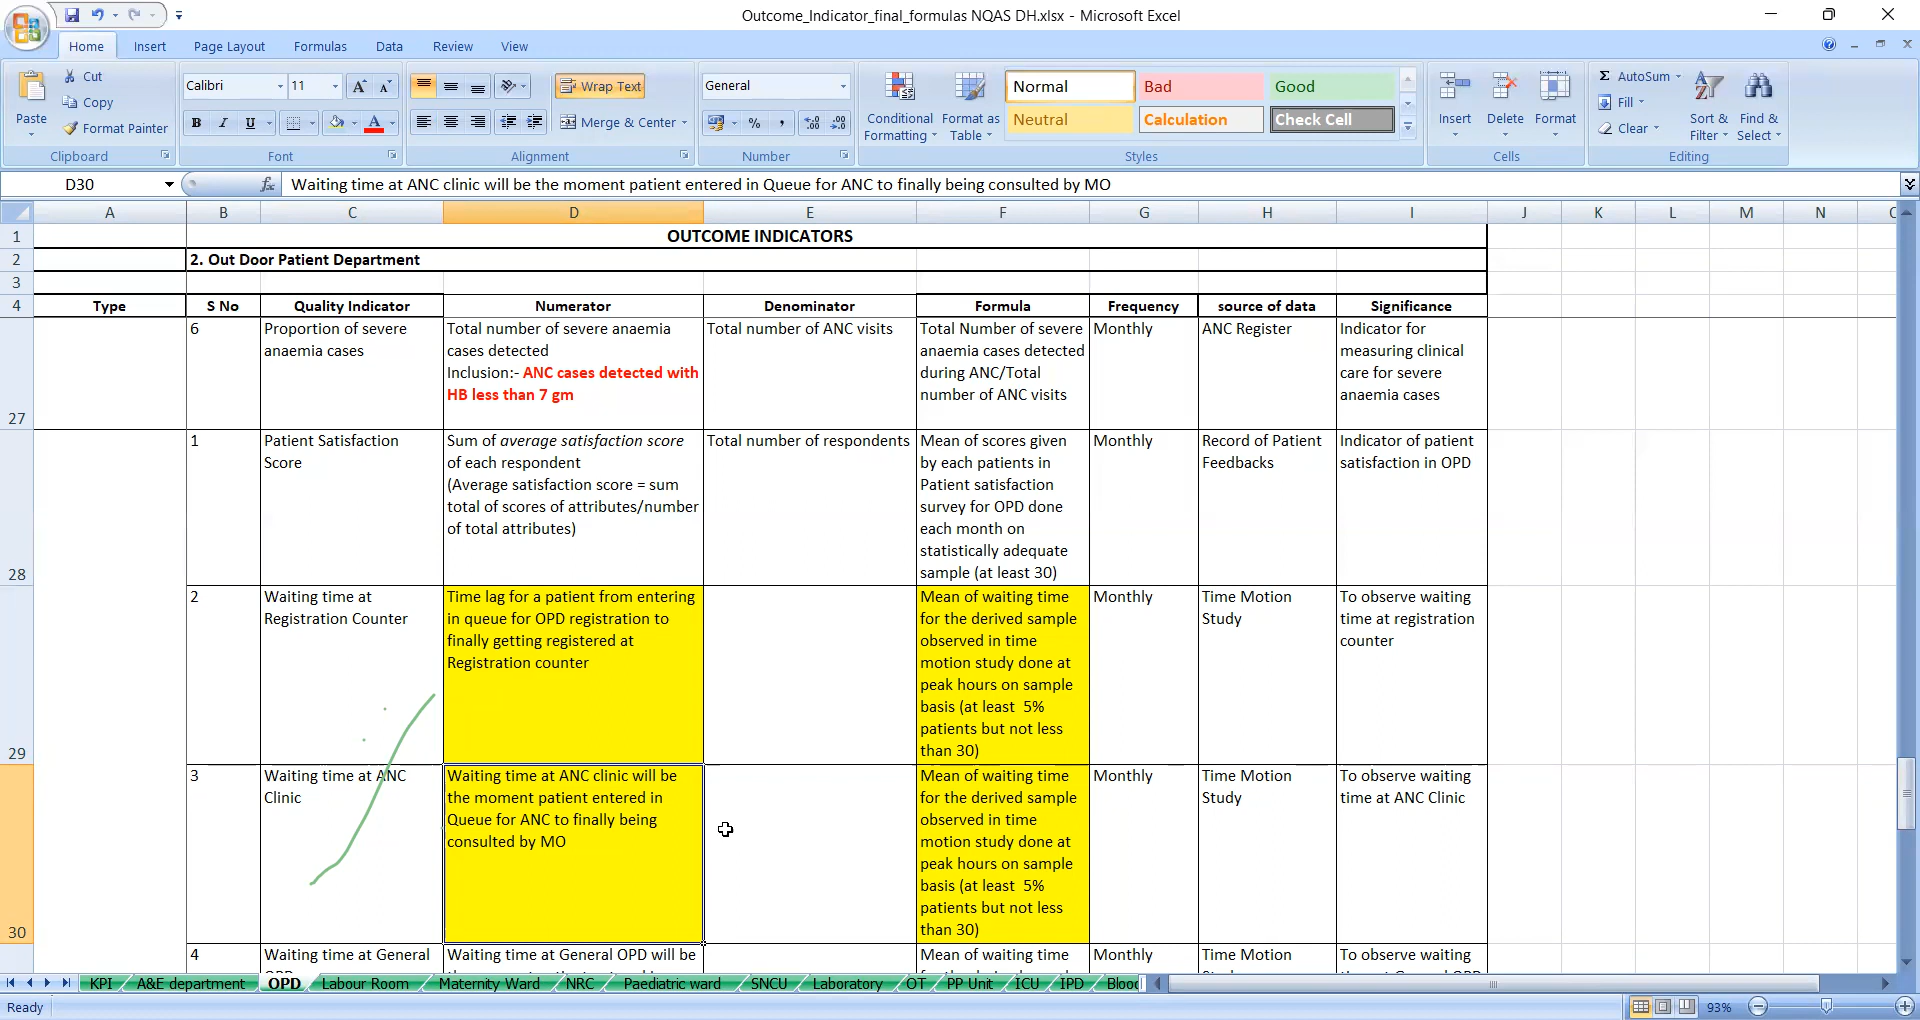 Outcome_Indicator_final_formulas NQAS DH.xlsx - Microsoft Excel
Home Insert Page Layout Formulas Data Review View
Paste
Cut
Copy
Format Painter
Clipboard
Calibri 11
B I U
Font
Wrap Text
Merge & Center
Alignment
General
Number
Conditional Formatting
Format as Table
Normal Bad Good
Neutral Calculation Check Cell
Styles
Insert Delete Format
Cells
AutoSum
Fill
Clear
Sort & Filter
Find & Select
Editing
D30
fx Waiting time at ANC clinic will be the moment patient entered in Queue for ANC to finally being consulted by MO
A B C D E F G H I J K L M N
1 OUTCOME INDICATORS
2 2. Out Door Patient Department
3
4 Type S No Quality Indicator Numerator Denominator Formula Frequency source of data Significance
27
6
Proportion of severe
anaemia cases
Total number of severe anaemia
cases detected
Inclusion:- ANC cases detected with
HB less than 7 gm
Total number of ANC visits
Total Number of severe
anaemia cases detected
during ANC/Total
number of ANC visits
Monthly
ANC Register
Indicator for
measuring clinical
care for severe
anaemia cases
28
1
Patient Satisfaction
Score
Sum of average satisfaction score
of each respondent
(Average satisfaction score = sum
total of scores of attributes/number
of total attributes)
Total number of respondents
Mean of scores given
by each patients in
Patient satisfaction
survey for OPD done
each month on
statistically adequate
sample (at least 30)
Monthly
Record of Patient
Feedbacks
Indicator of patient
satisfaction in OPD
29
2
Waiting time at
Registration Counter
Time lag for a patient from entering
in queue for OPD registration to
finally getting registered at
Registration counter
Mean of waiting time
for the derived sample
observed in time
motion study done at
peak hours on sample
basis (at least 5%
patients but not less
than 30)
Monthly
Time Motion
Study
To observe waiting
time at registration
counter
30
3
Waiting time at ANC
Clinic
Waiting time at ANC clinic will be
the moment patient entered in
Queue for ANC to finally being
consulted by MO
Mean of waiting time
for the derived sample
observed in time
motion study done at
peak hours on sample
basis (at least 5%
patients but not less
than 30)
Monthly
Time Motion
Study
To observe waiting
time at ANC Clinic
4
Waiting time at General
Waiting time at General OPD will be
Mean of waiting time
Monthly
Time Motion
To observe waiting
KPI A&E department OPD Labour Room Maternity Ward NRC Paediatric ward SNCU Laboratory OT PP Unit ICU IPD Blood
Ready 93%